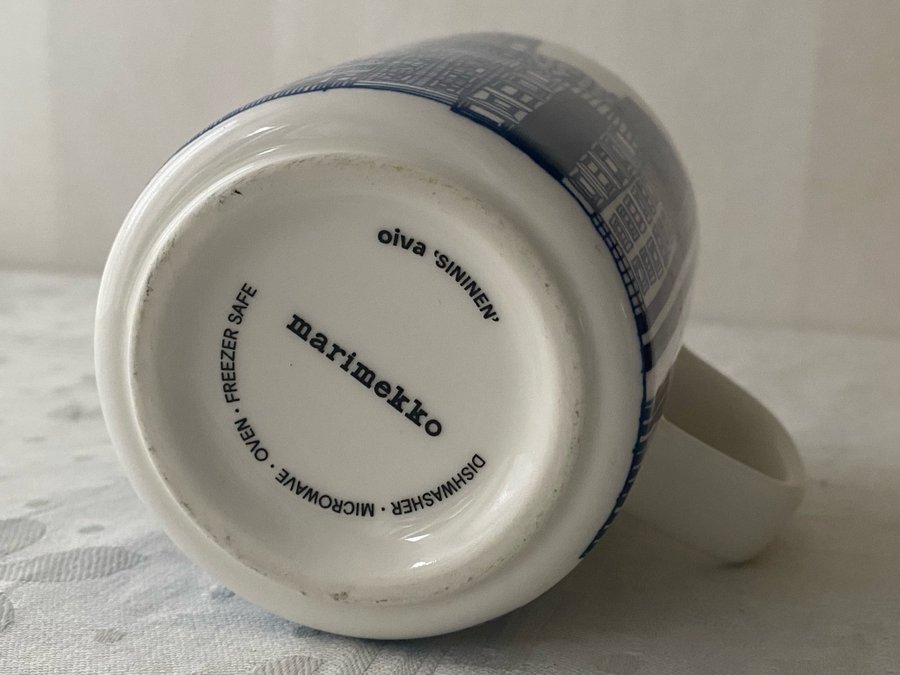 oiva ‘SININEN’
marimekko
DISHWASHER · MICROWAVE · OVEN · FREEZER SAFE